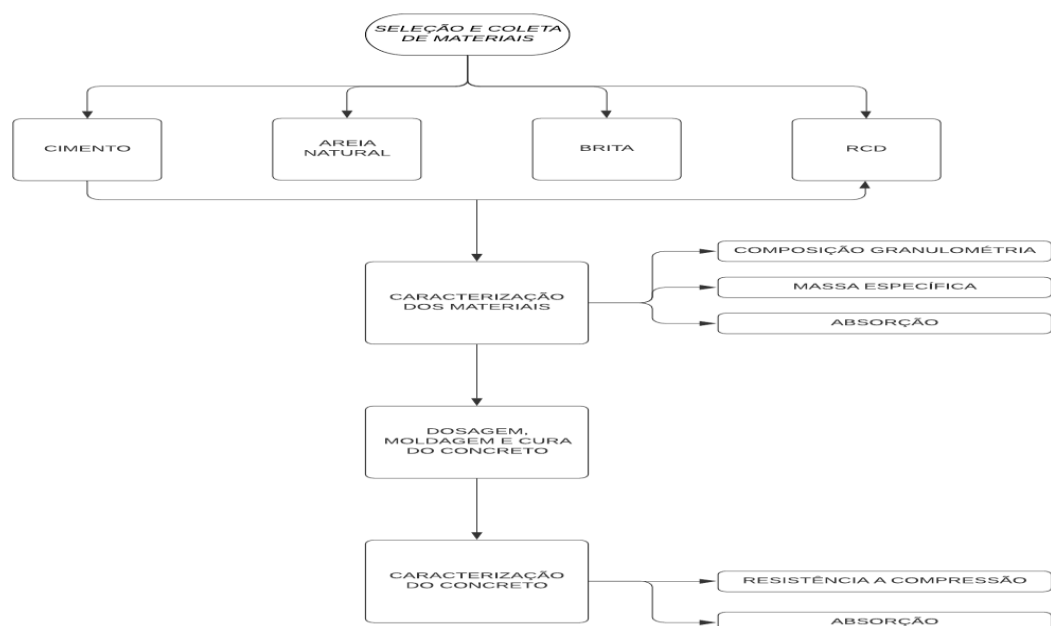 SELEÇÃO E COLETA
DE MATERIAIS
CIMENTO
AREIA
NATURAL
BRITA
RCD
COMPOSIÇÃO GRANULOMÉTRIA
MASSA ESPECÍFICA
ABSORÇÃO
CARACTERIZAÇÃO
DOS MATERIAIS
DOSAGEM,
MOLDAGEM E CURA
DO CONCRETO
CARACTERIZAÇÃO
DO CONCRETO
RESISTÊNCIA A COMPRESSÃO
ABSORÇÃO